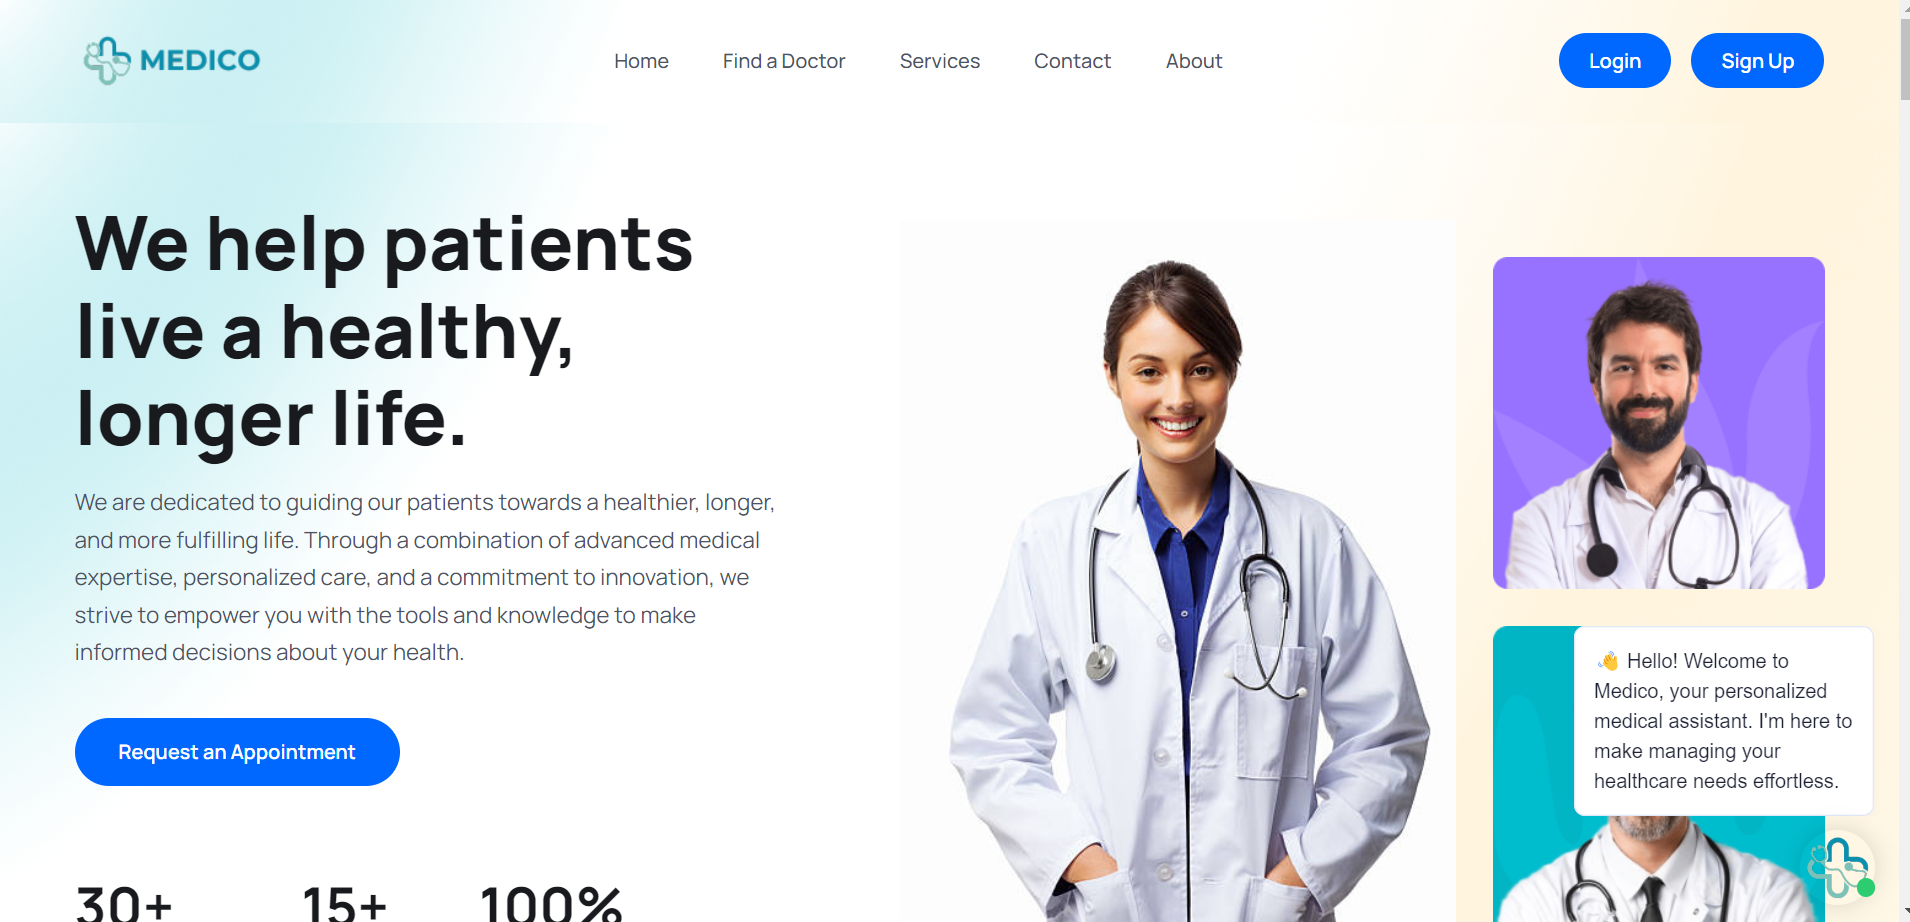 MEDICO
Home
Find a Doctor
Services
Contact
About
Login
Sign Up
We help patients
live a healthy,
longer life.
We are dedicated to guiding our patients towards a healthier, longer,
and more fulfilling life. Through a combination of advanced medical
expertise, personalized care, and a commitment to innovation, we
strive to empower you with the tools and knowledge to make
informed decisions about your health.
Request an Appointment
30+
15+
100%
👋 Hello! Welcome to
Medico, your personalized
medical assistant. I'm here to
make managing your
healthcare needs effortless.